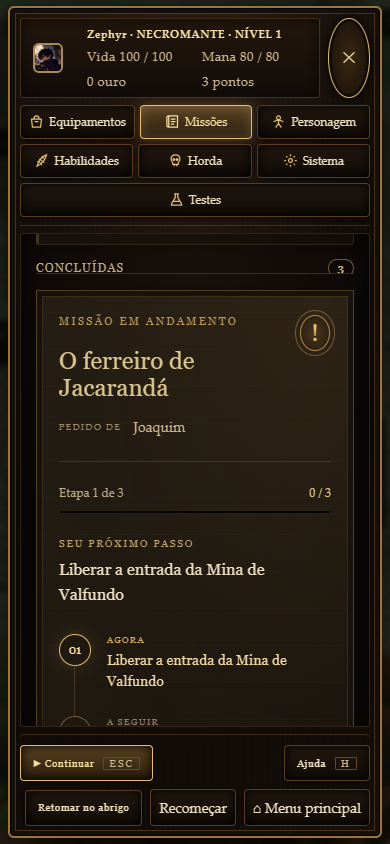 Zephyr · NECROMANTE · NÍVEL 1
Vida 100 / 100 Mana 80 / 80
0 ouro 3 pontos
Equipamentos Missões Personagem
Habilidades Horda Sistema
Testes
CONCLUÍDAS 3
MISSÃO EM ANDAMENTO
!
O ferreiro de
Jacarandá
PEDIDO DE Joaquim
Etapa 1 de 3 0 / 3
SEU PRÓXIMO PASSO
Liberar a entrada da Mina de
Valfundo
01 AGORA
Liberar a entrada da Mina de
Valfundo
A SEGUIR
▶ Continuar ESC Ajuda H
Retomar no abrigo Recomeçar ⌂ Menu principal